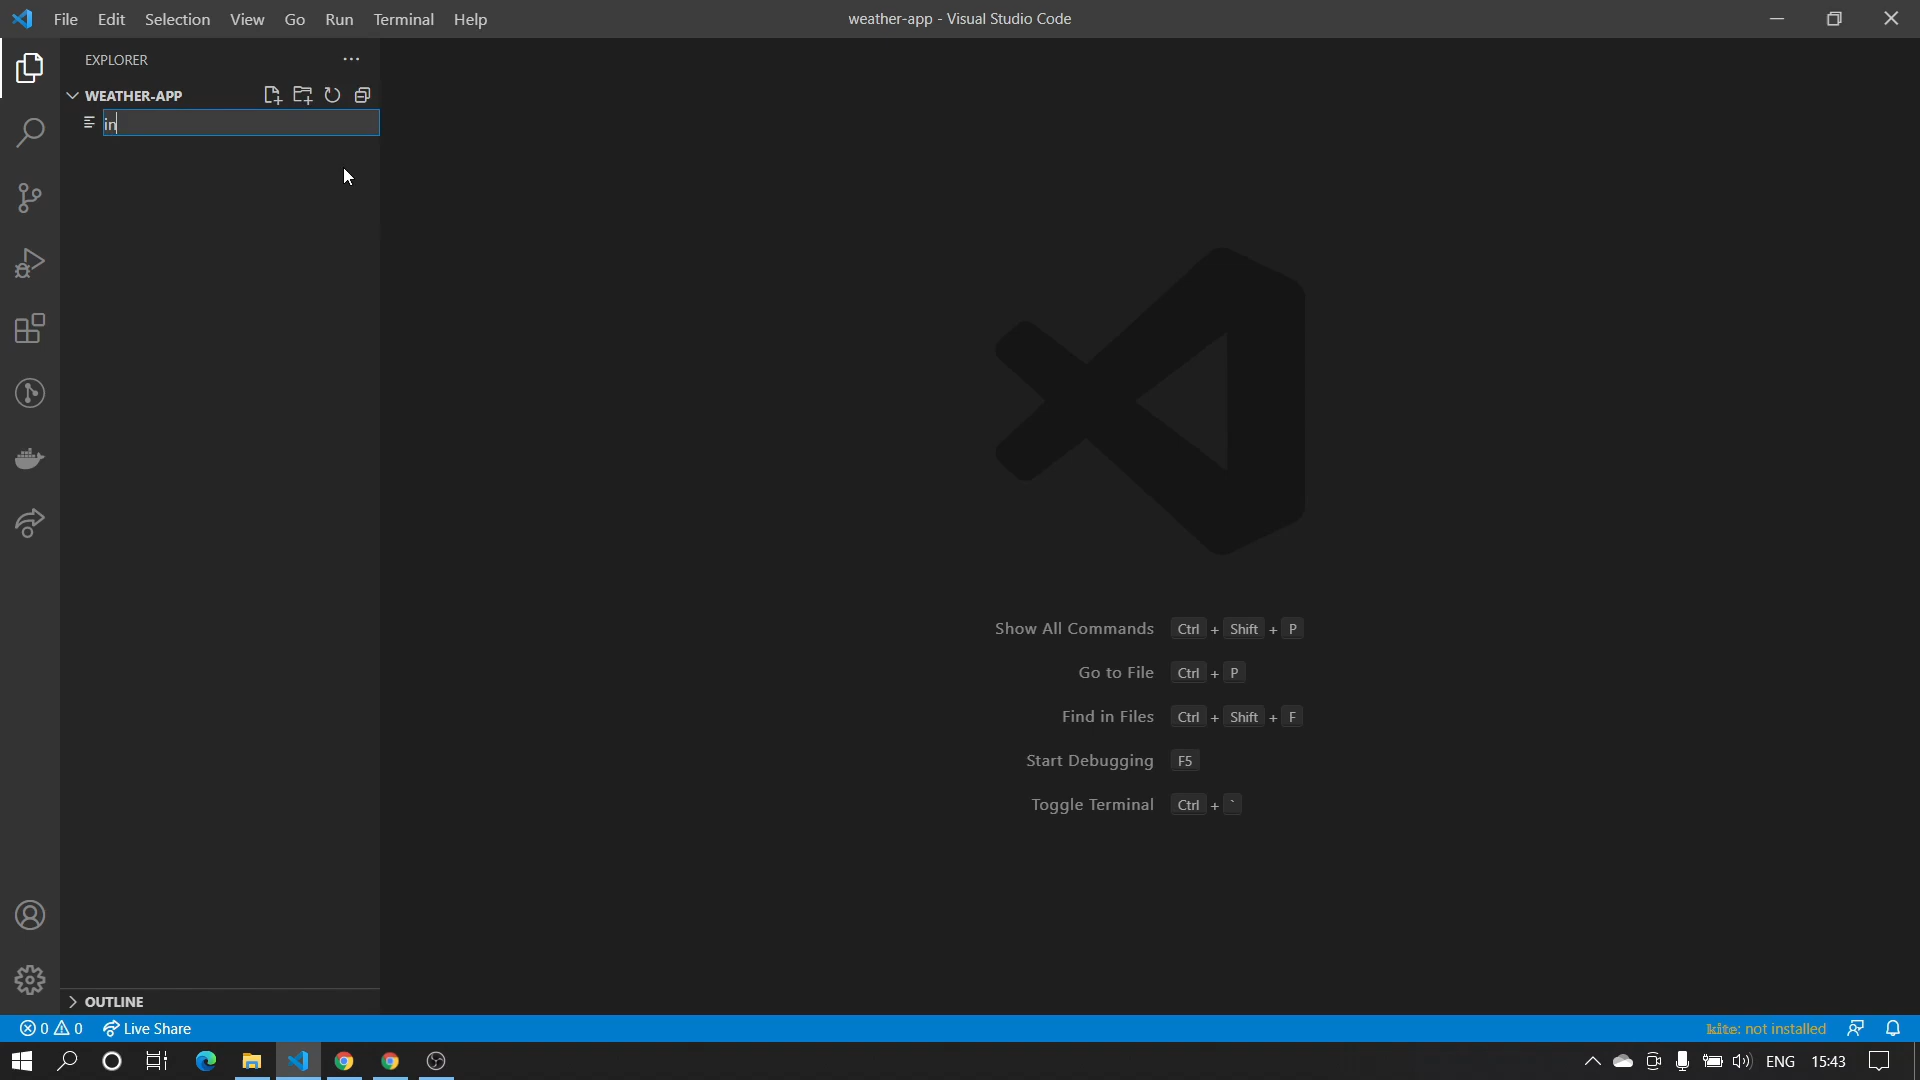 File Edit Selection View Go Run Terminal Help
weather-app - Visual Studio Code
EXPLORER
WEATHER-APP
in
Show All Commands Ctrl + Shift + P
Go to File Ctrl + P
Find in Files Ctrl + Shift + F
Start Debugging F5
Toggle Terminal Ctrl + `
OUTLINE
0 0 Live Share
kite: not installed
ENG 15:43